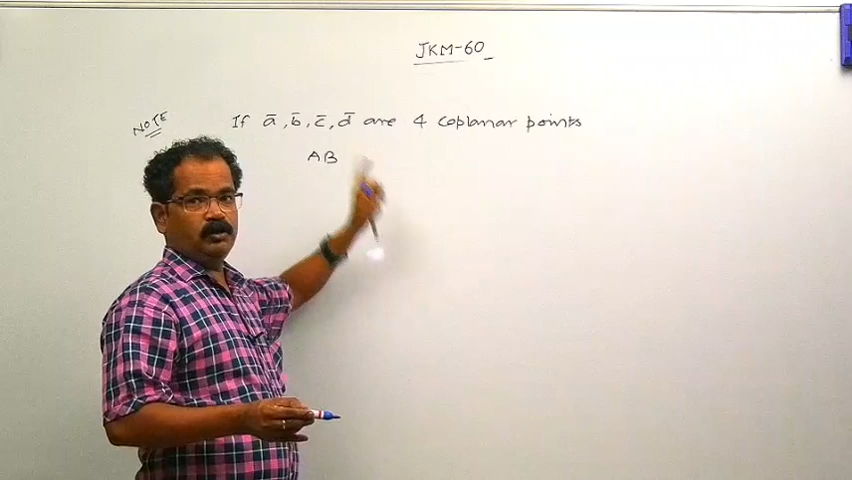 JKM-60
NOTE If a̅, b̅, c̅, d̅ are 4 coplanar points
AB